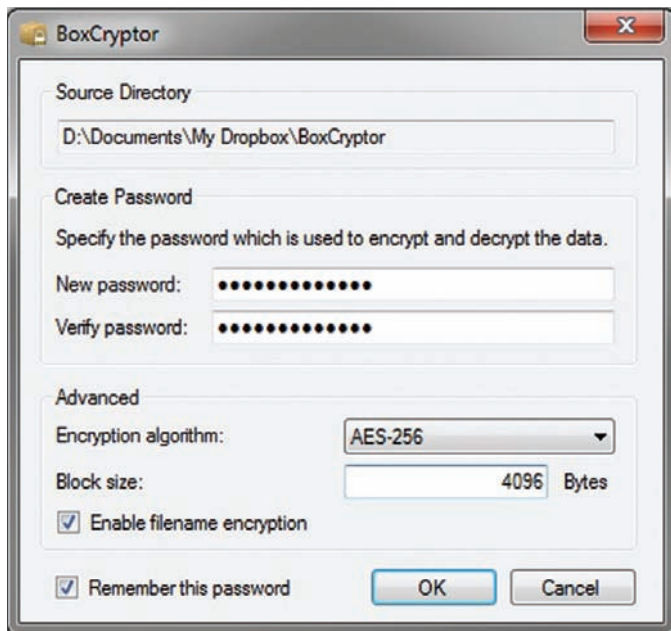 BoxCryptor
Source Directory
D:\Documents\My Dropbox\BoxCryptor
Create Password
Specify the password which is used to encrypt and decrypt the data.
New password: ●●●●●●●●●●●●●
Verify password: ●●●●●●●●●●●●●
Advanced
Encryption algorithm: AES-256
Block size: 4096 Bytes
Enable filename encryption
Remember this password OK Cancel